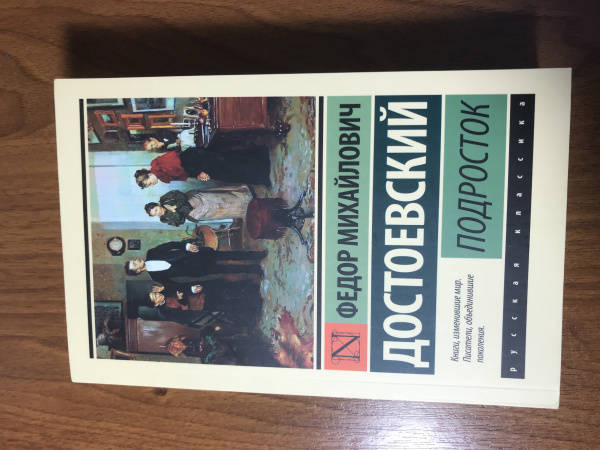 ФЕДОР МИХАЙЛОВИЧ
ДОСТОЕВСКИЙ
ПОДРОСТОК
Книги, изменившие мир.
Писатели, объединившие
поколения.
русская классика